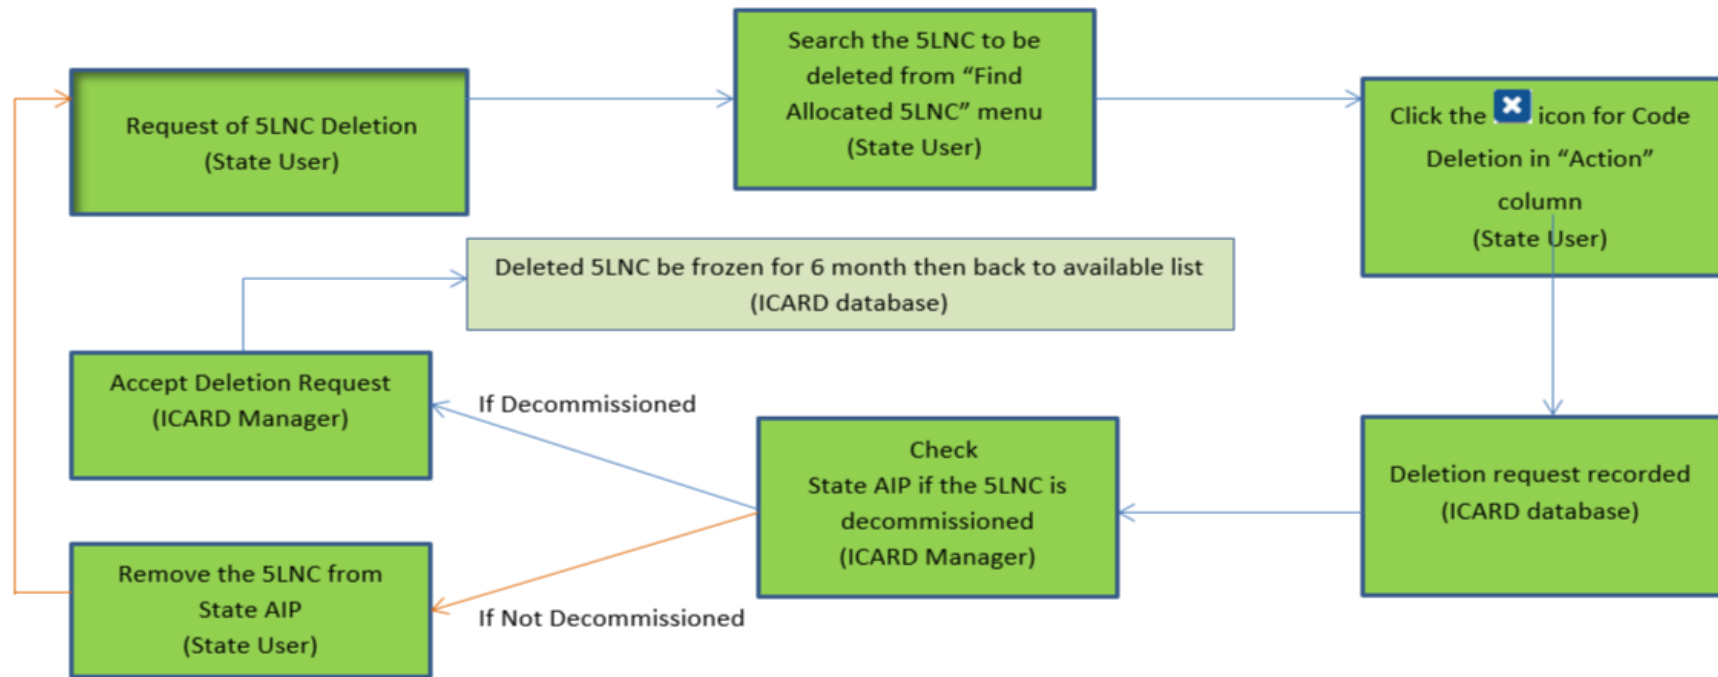 Request of 5LNC Deletion
(State User)
Search the 5LNC to be
deleted from “Find
Allocated 5LNC” menu
(State User)
Click the icon for Code
Deletion in “Action”
column
(State User)
Deletion request recorded
(ICARD database)
Check
State AIP if the 5LNC is
decommissioned
(ICARD Manager)
If Decommissioned
Accept Deletion Request
(ICARD Manager)
Deleted 5LNC be frozen for 6 month then back to available list
(ICARD database)
If Not Decommissioned
Remove the 5LNC from
State AIP
(State User)